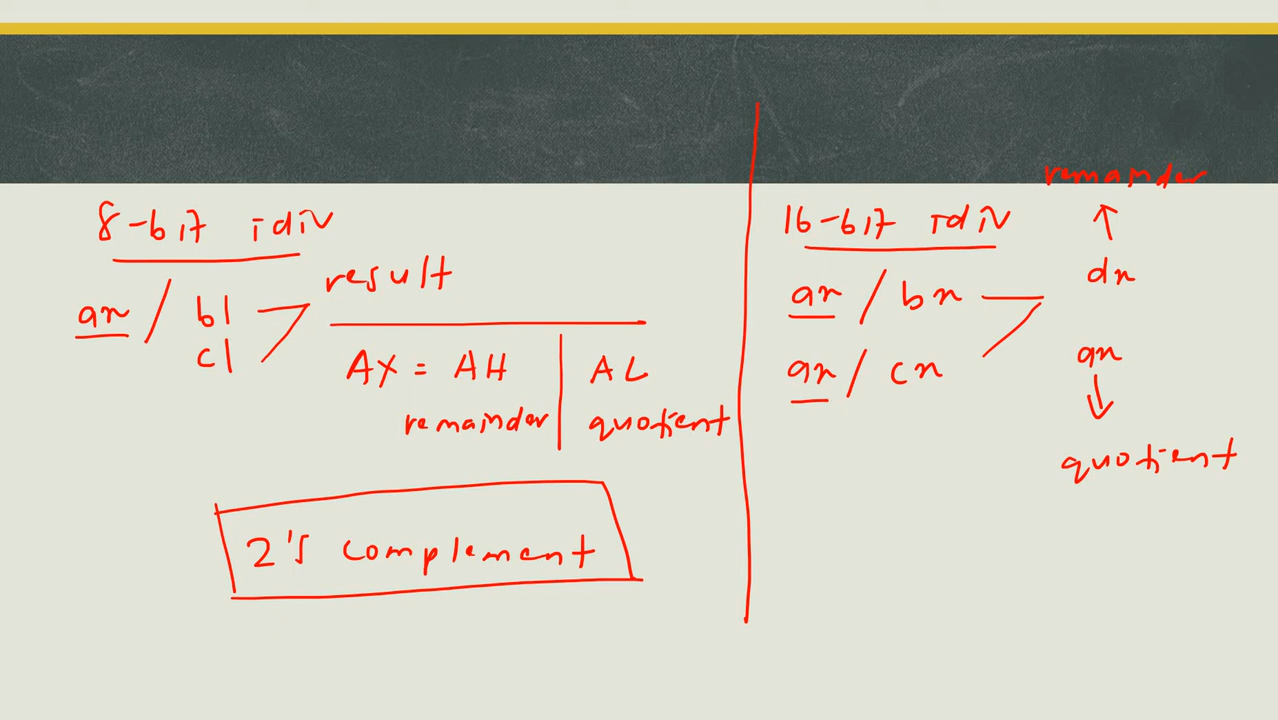 8-bit idiv
ax / bl
cl
result
AX = AH | AL
remainder | quotient
2's complement
16-bit idiv
ax / bx
ax / cx
remainder
↑
dx
ax
↓
quotient